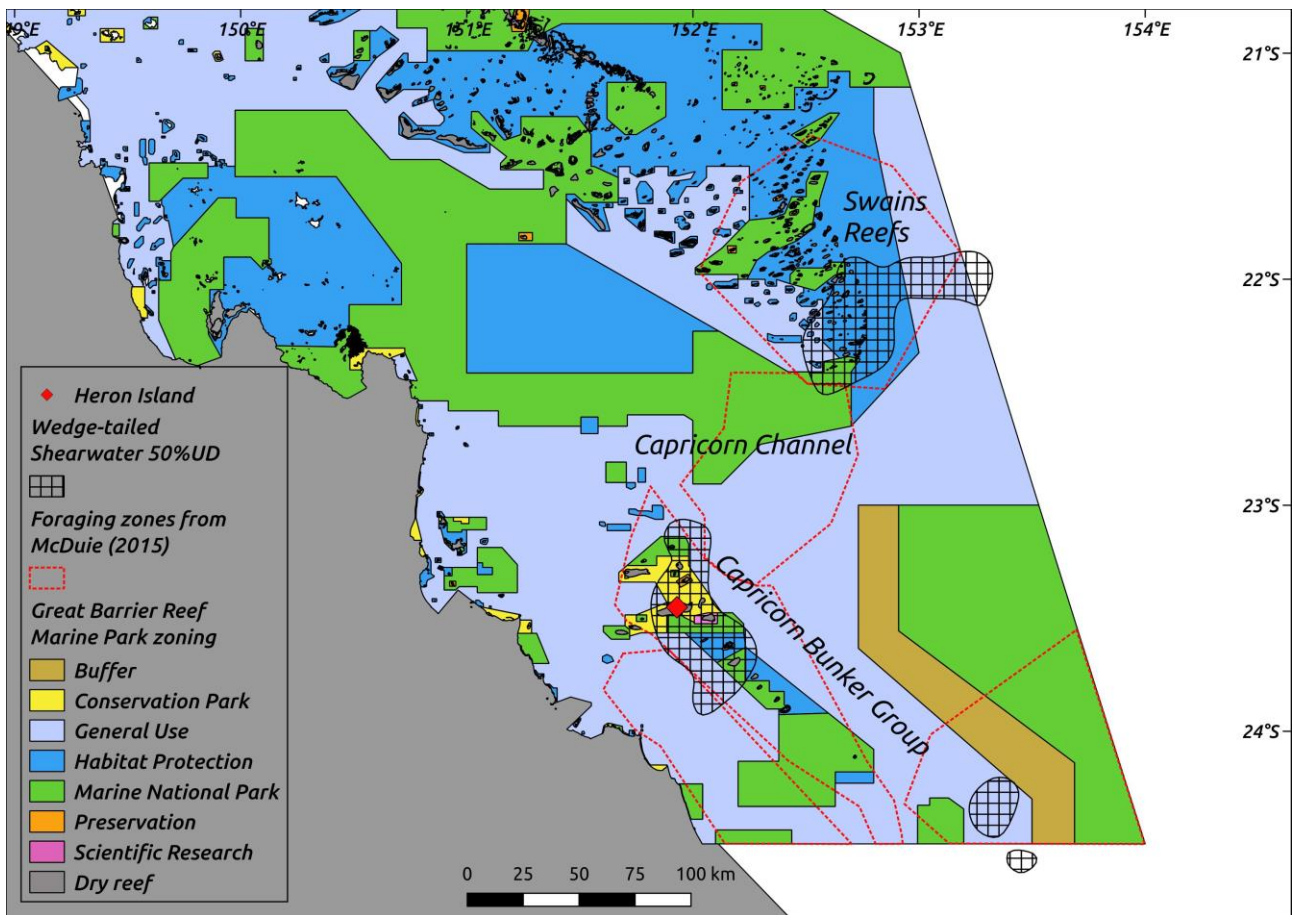 49°E 150°E 151°E 152°E 153°E 154°E
21°S
Swains
Reefs
22°S
Capricorn Channel
23°S
Capricorn Bunker Group
24°S
Heron Island
Wedge-tailed
Shearwater 50%UD
Foraging zones from
McDuie (2015)
Great Barrier Reef
Marine Park zoning
Buffer
Conservation Park
General Use
Habitat Protection
Marine National Park
Preservation
Scientific Research
Dry reef
0 25 50 75 100 km